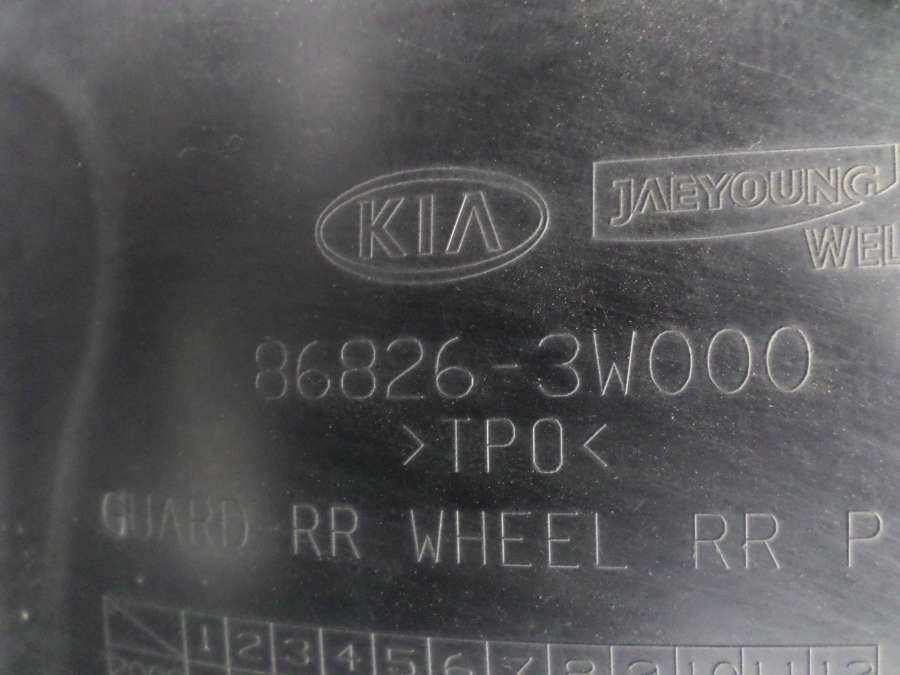 KIA JAEYOUNG
WEL
86826-3W000
>TPO<
GUARD-RR WHEEL RR P
1 2 3 4 5 6 7 8 9 10 11 12